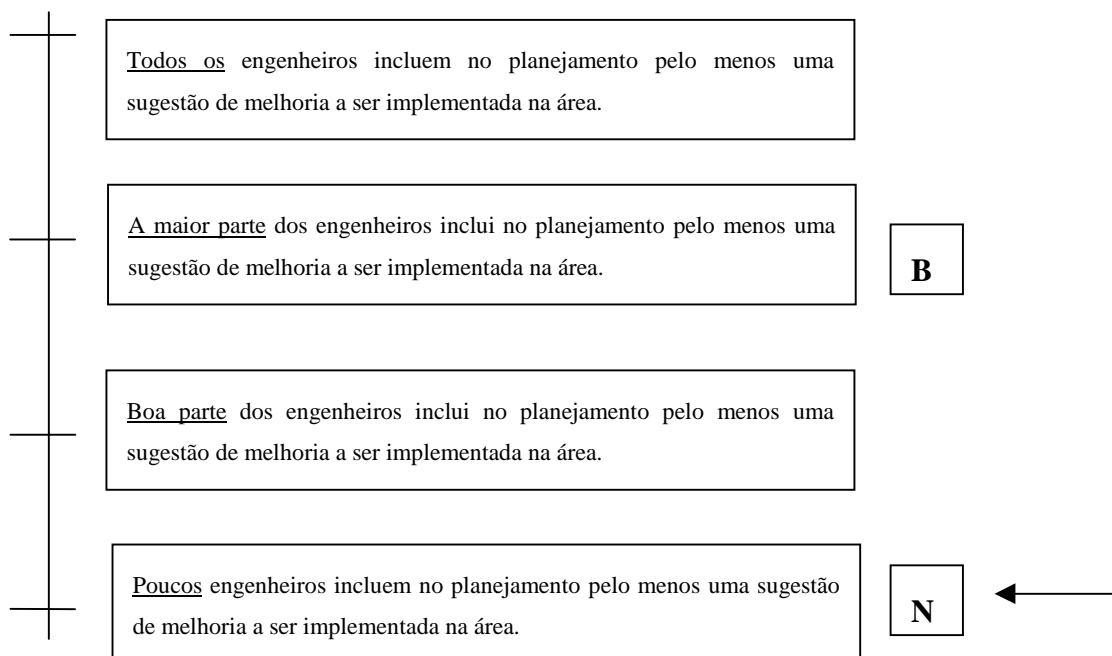 Todos os engenheiros incluem no planejamento pelo menos uma
sugestão de melhoria a ser implementada na área.
A maior parte dos engenheiros inclui no planejamento pelo menos uma
sugestão de melhoria a ser implementada na área.
B
Boa parte dos engenheiros inclui no planejamento pelo menos uma
sugestão de melhoria a ser implementada na área.
Poucos engenheiros incluem no planejamento pelo menos uma sugestão
de melhoria a ser implementada na área.
N